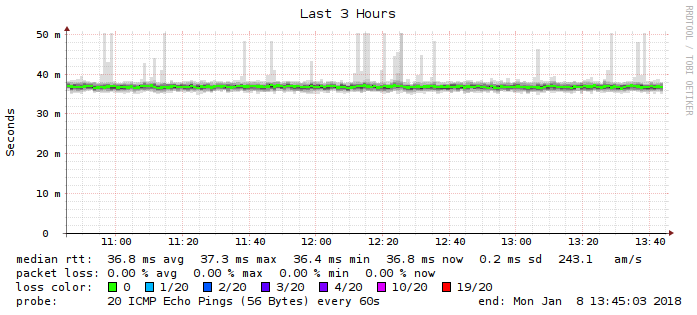 Last 3 Hours
RRDTOOL / TOBI OETIKER
Seconds
50 m
40 m
30 m
20 m
10 m
0
11:00 11:20 11:40 12:00 12:20 12:40 13:00 13:20 13:40
median rtt: 36.8 ms avg 37.3 ms max 36.4 ms min 36.8 ms now 0.2 ms sd 243.1 am/s
packet loss: 0.00 % avg 0.00 % max 0.00 % min 0.00 % now
loss color: 0 1/20 2/20 3/20 4/20 10/20 19/20
probe: 20 ICMP Echo Pings (56 Bytes) every 60s end: Mon Jan 8 13:45:03 2018